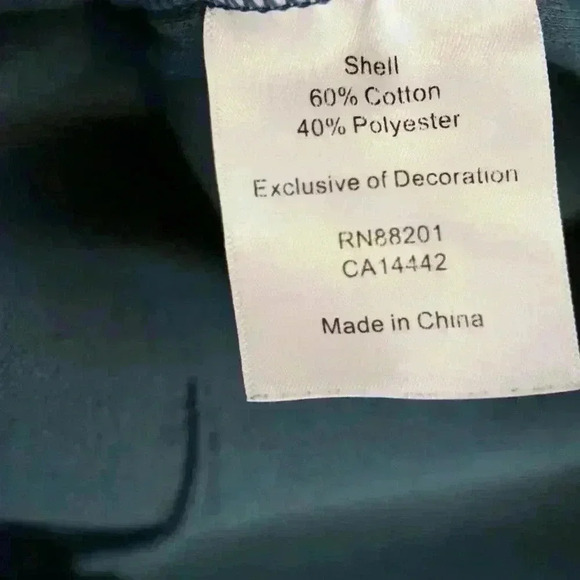 Shell
60% Cotton
40% Polyester
Exclusive of Decoration
RN88201
CA14442
Made in China